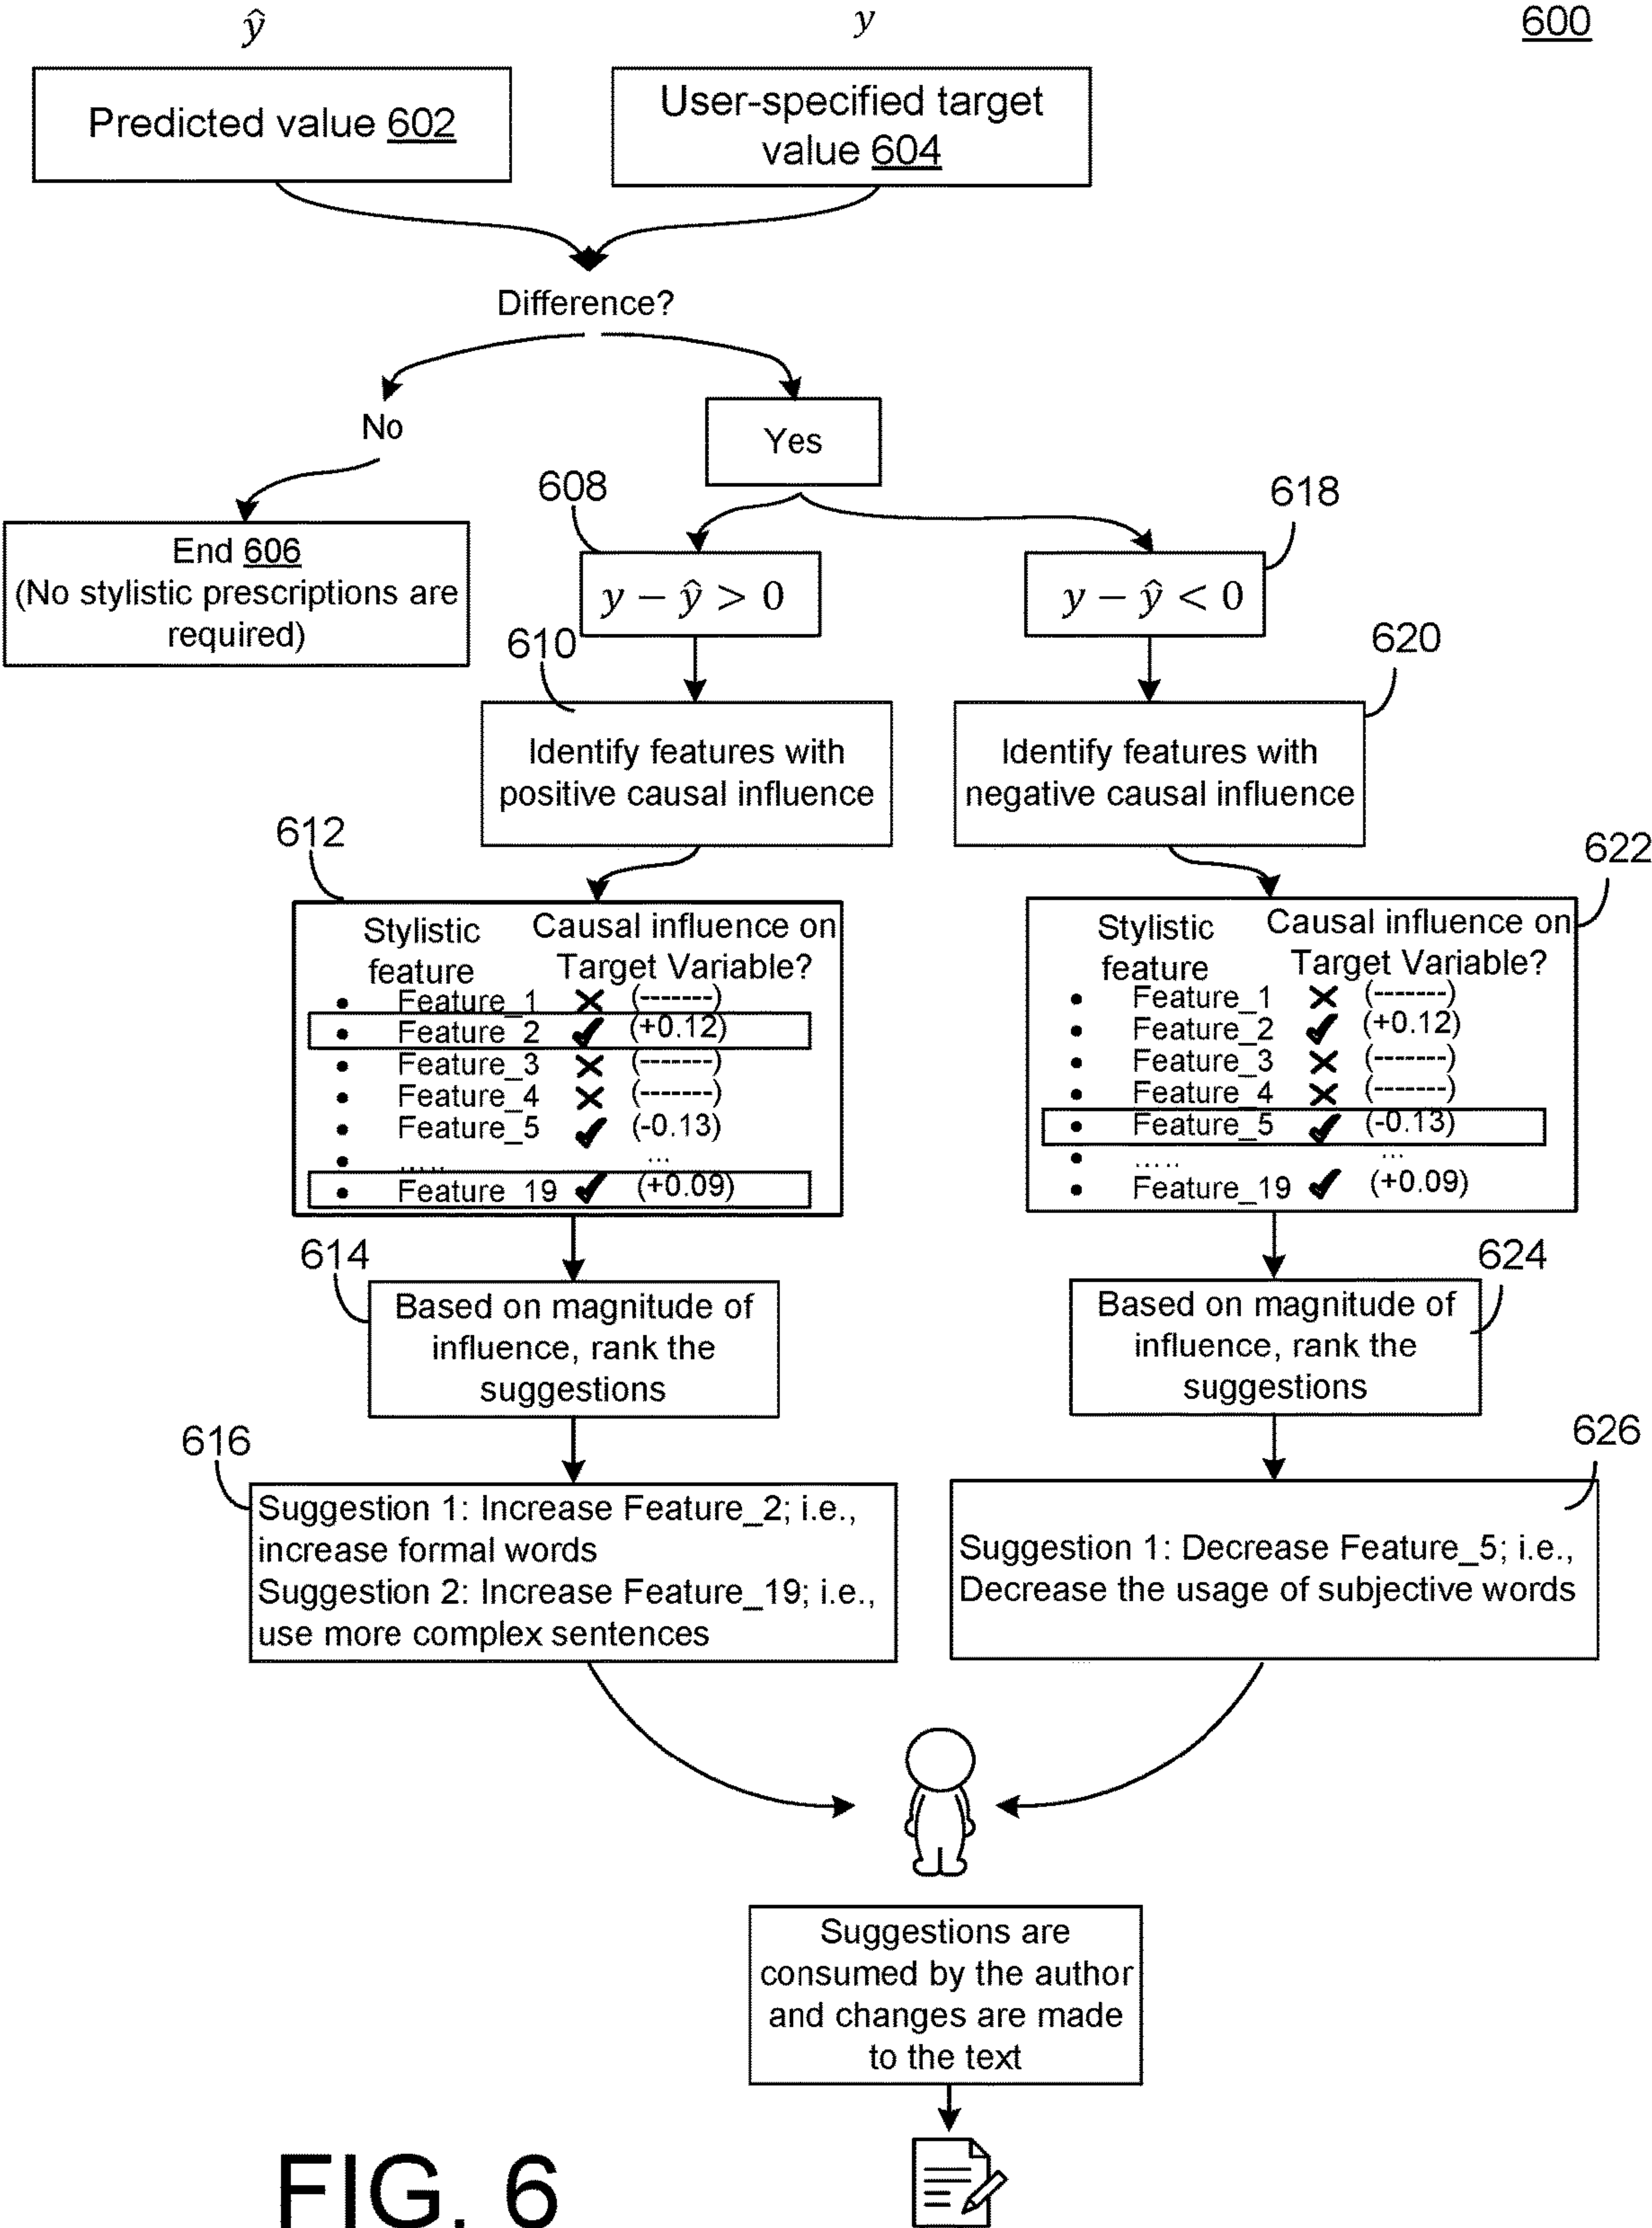 600
ŷ
y
Predicted value 602
User-specified target
value 604
Difference?
No
Yes
End 606
(No stylistic prescriptions are
required)
608
y − ŷ > 0
618
y − ŷ < 0
610
Identify features with
positive causal influence
620
Identify features with
negative causal influence
612
Stylistic
feature
Causal influence on
Target Variable?
• Feature_1 ✕ (-------)
• Feature_2 ✓ (+0.12)
• Feature_3 ✕ (-------)
• Feature_4 ✕ (-------)
• Feature_5 ✓ (-0.13)
• ..... ...
• Feature_19 ✓ (+0.09)
622
Stylistic
feature
Causal influence on
Target Variable?
• Feature_1 ✕ (-------)
• Feature_2 ✓ (+0.12)
• Feature_3 ✕ (-------)
• Feature_4 ✕ (-------)
• Feature_5 ✓ (-0.13)
• ..... ...
• Feature_19 ✓ (+0.09)
614
Based on magnitude of
influence, rank the
suggestions
624
Based on magnitude of
influence, rank the
suggestions
616
Suggestion 1: Increase Feature_2; i.e.,
increase formal words
Suggestion 2: Increase Feature_19; i.e.,
use more complex sentences
626
Suggestion 1: Decrease Feature_5; i.e.,
Decrease the usage of subjective words
Suggestions are
consumed by the author
and changes are made
to the text
FIG. 6